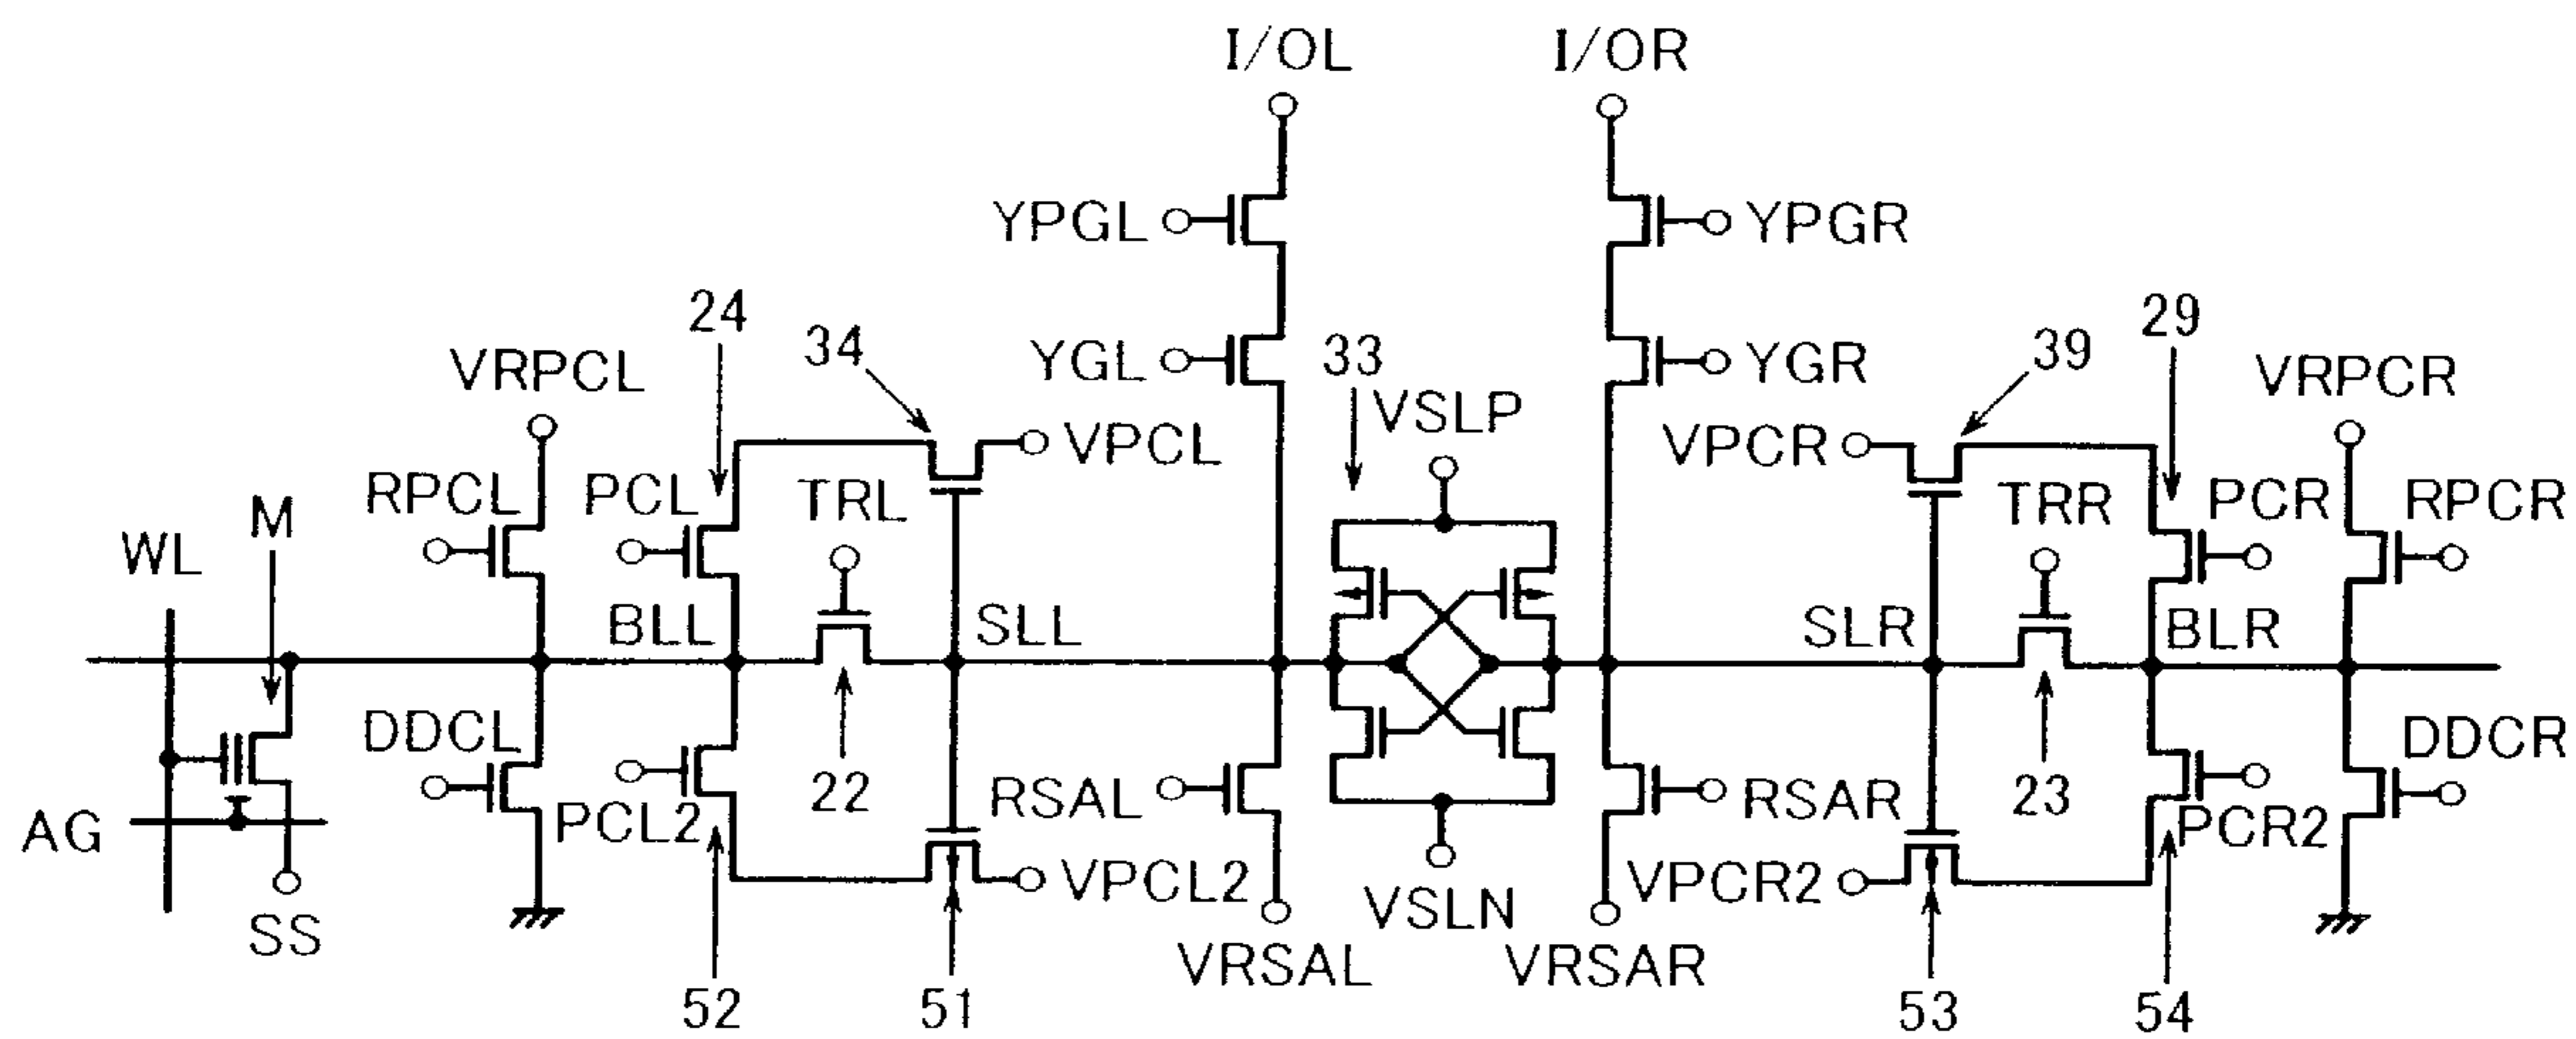 I/OL
I/OR
YPGL
YPGR
24
34
YGL
33
YGR
39
29
VRPCL
VPCL
VSLP
VPCR
VRPCR
RPCL
PCL
TRL
TRR
PCR
RPCR
WL
M
BLL
SLL
SLR
BLR
DDCL
22
RSAL
RSAR
23
DDCR
AG
PCL2
PCR2
VPCL2
VSLN
VPCR2
SS
VRSAL
VRSAR
52
51
53
54